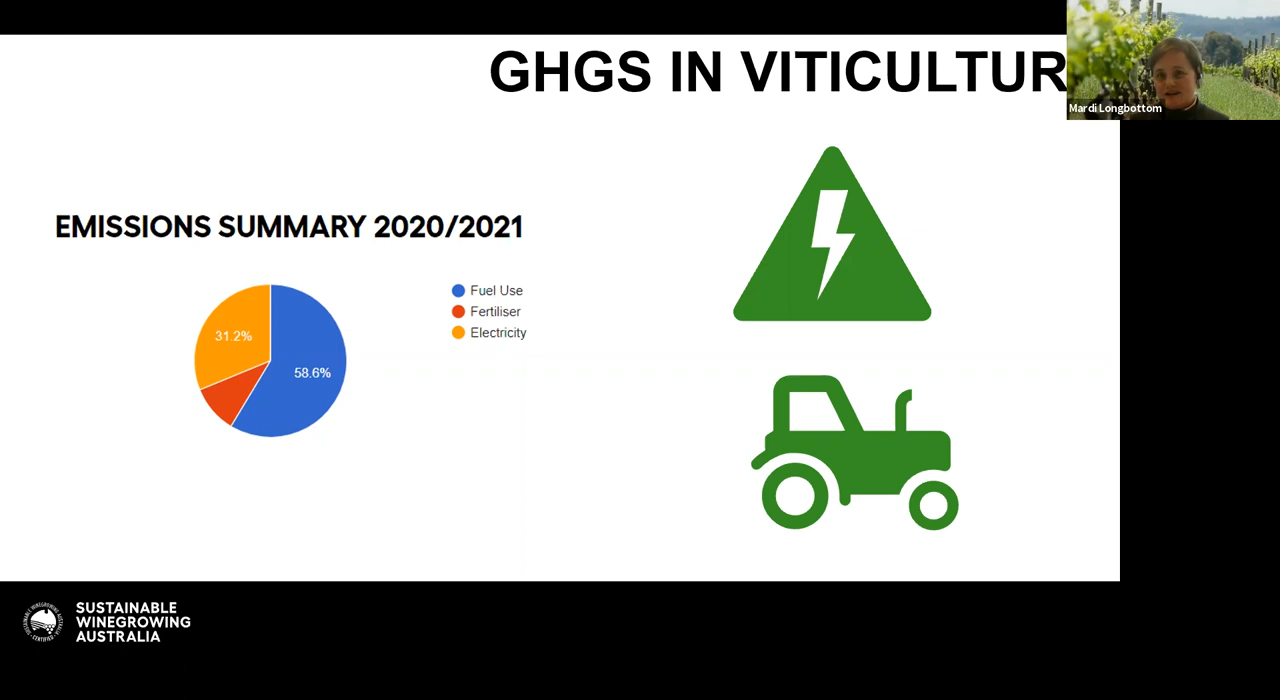 GHGS IN VITICULTUR
Mardi Longbottom
EMISSIONS SUMMARY 2020/2021
Fuel Use
Fertiliser
Electricity
31.2%
58.6%
SUSTAINABLE
WINEGROWING
AUSTRALIA
CERTIFIED